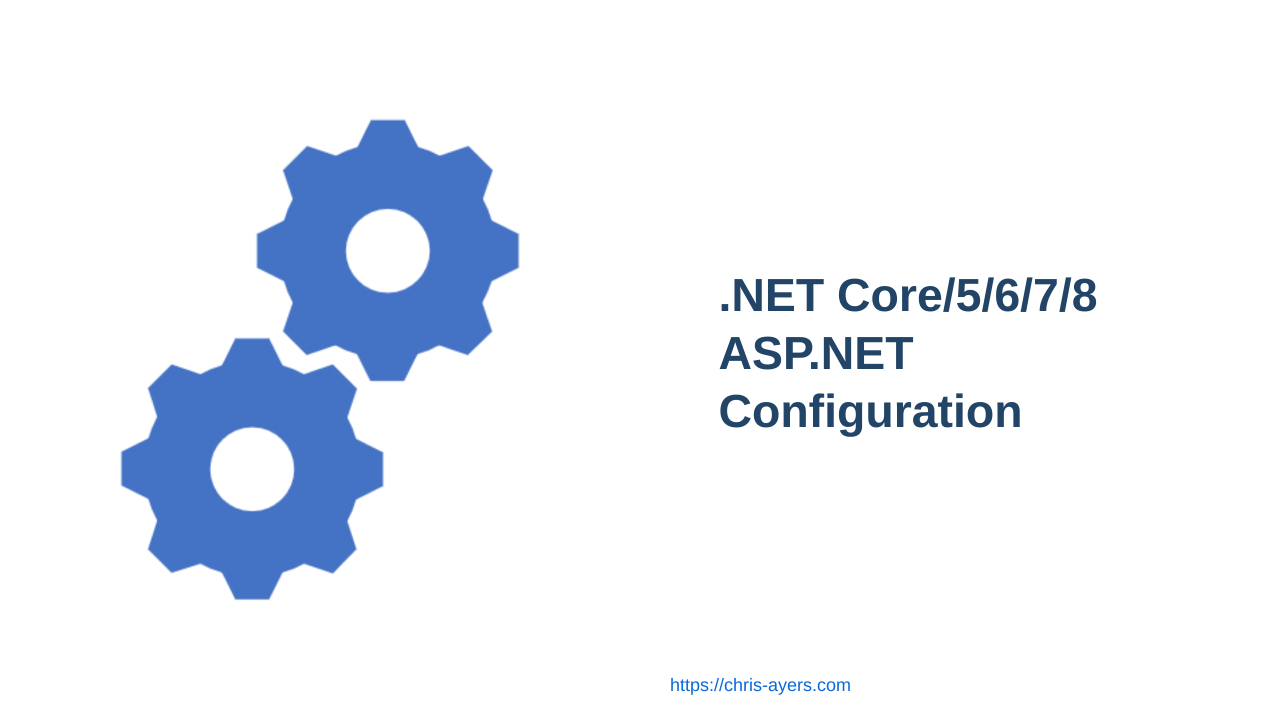 .NET Core/5/6/7/8
ASP.NET
Configuration
https://chris-ayers.com